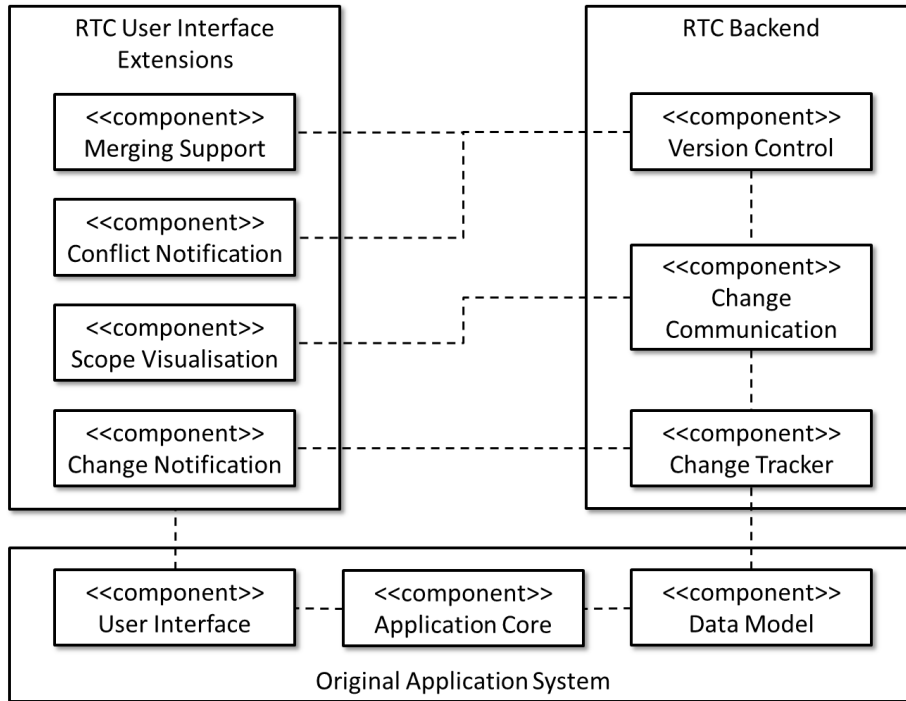 RTC User Interface
Extensions
<<component>>
Merging Support
<<component>>
Conflict Notification
<<component>>
Scope Visualisation
<<component>>
Change Notification
RTC Backend
<<component>>
Version Control
<<component>>
Change
Communication
<<component>>
Change Tracker
<<component>>
User Interface
<<component>>
Application Core
<<component>>
Data Model
Original Application System